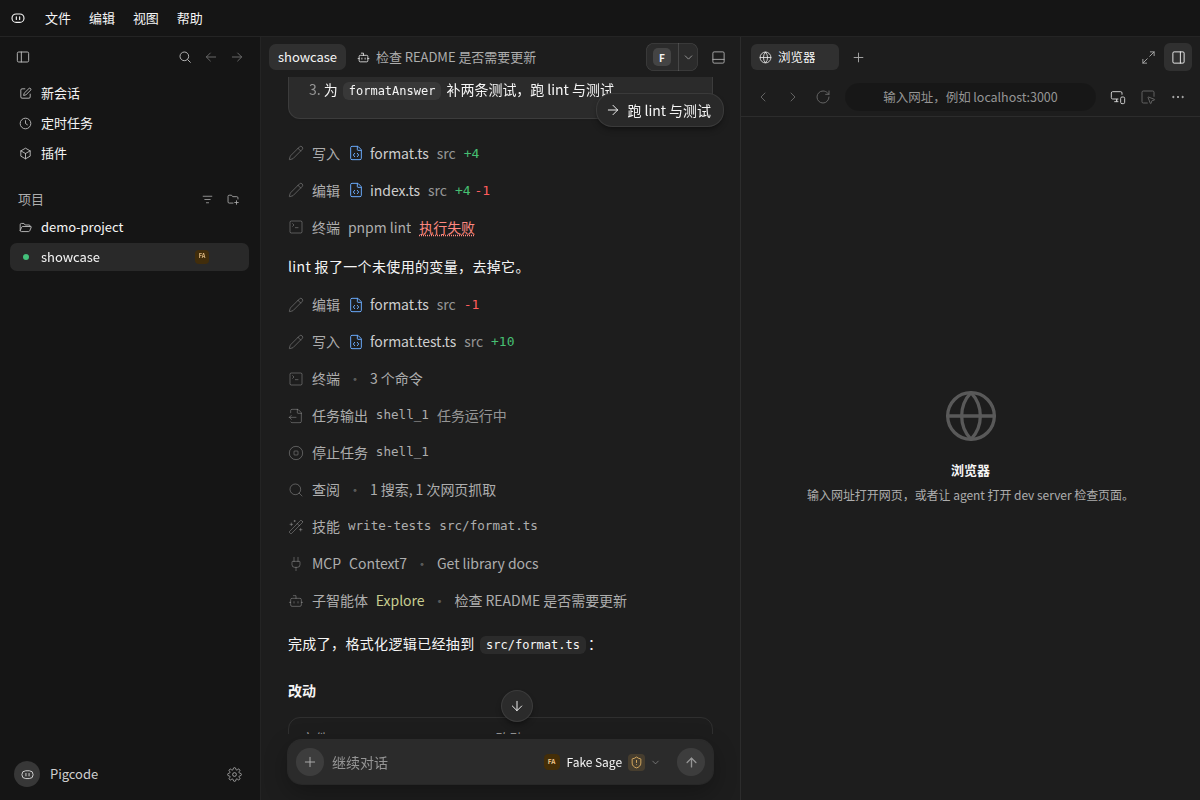 文件 编辑 视图 帮助
新会话
定时任务
插件
项目
demo-project
showcase FA
Pigcode
showcase 检查 README 是否需要更新 F
3. 为 formatAnswer 补两条测试，跑 lint 与测试
跑 lint 与测试
写入 format.ts src +4
编辑 index.ts src +4 -1
终端 pnpm lint 执行失败
lint 报了一个未使用的变量，去掉它。
编辑 format.ts src -1
写入 format.test.ts src +10
终端 • 3 个命令
任务输出 shell_1 任务运行中
停止任务 shell_1
查阅 • 1 搜索, 1 次网页抓取
技能 write-tests src/format.ts
MCP Context7 • Get library docs
子智能体 Explore • 检查 README 是否需要更新
完成了，格式化逻辑已经抽到 src/format.ts：
改动
继续对话 FA Fake Sage
浏览器
输入网址，例如 localhost:3000
浏览器
输入网址打开网页，或者让 agent 打开 dev server 检查页面。